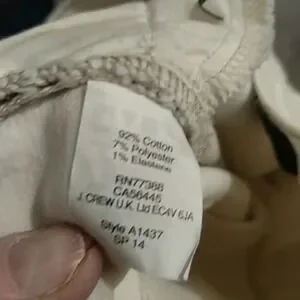 92% Cotton
7% Polyester
1% Elastane
RN77388
CA56445
J. CREW U.K. Ltd EC4V 6JA
Style A1437
SP 14